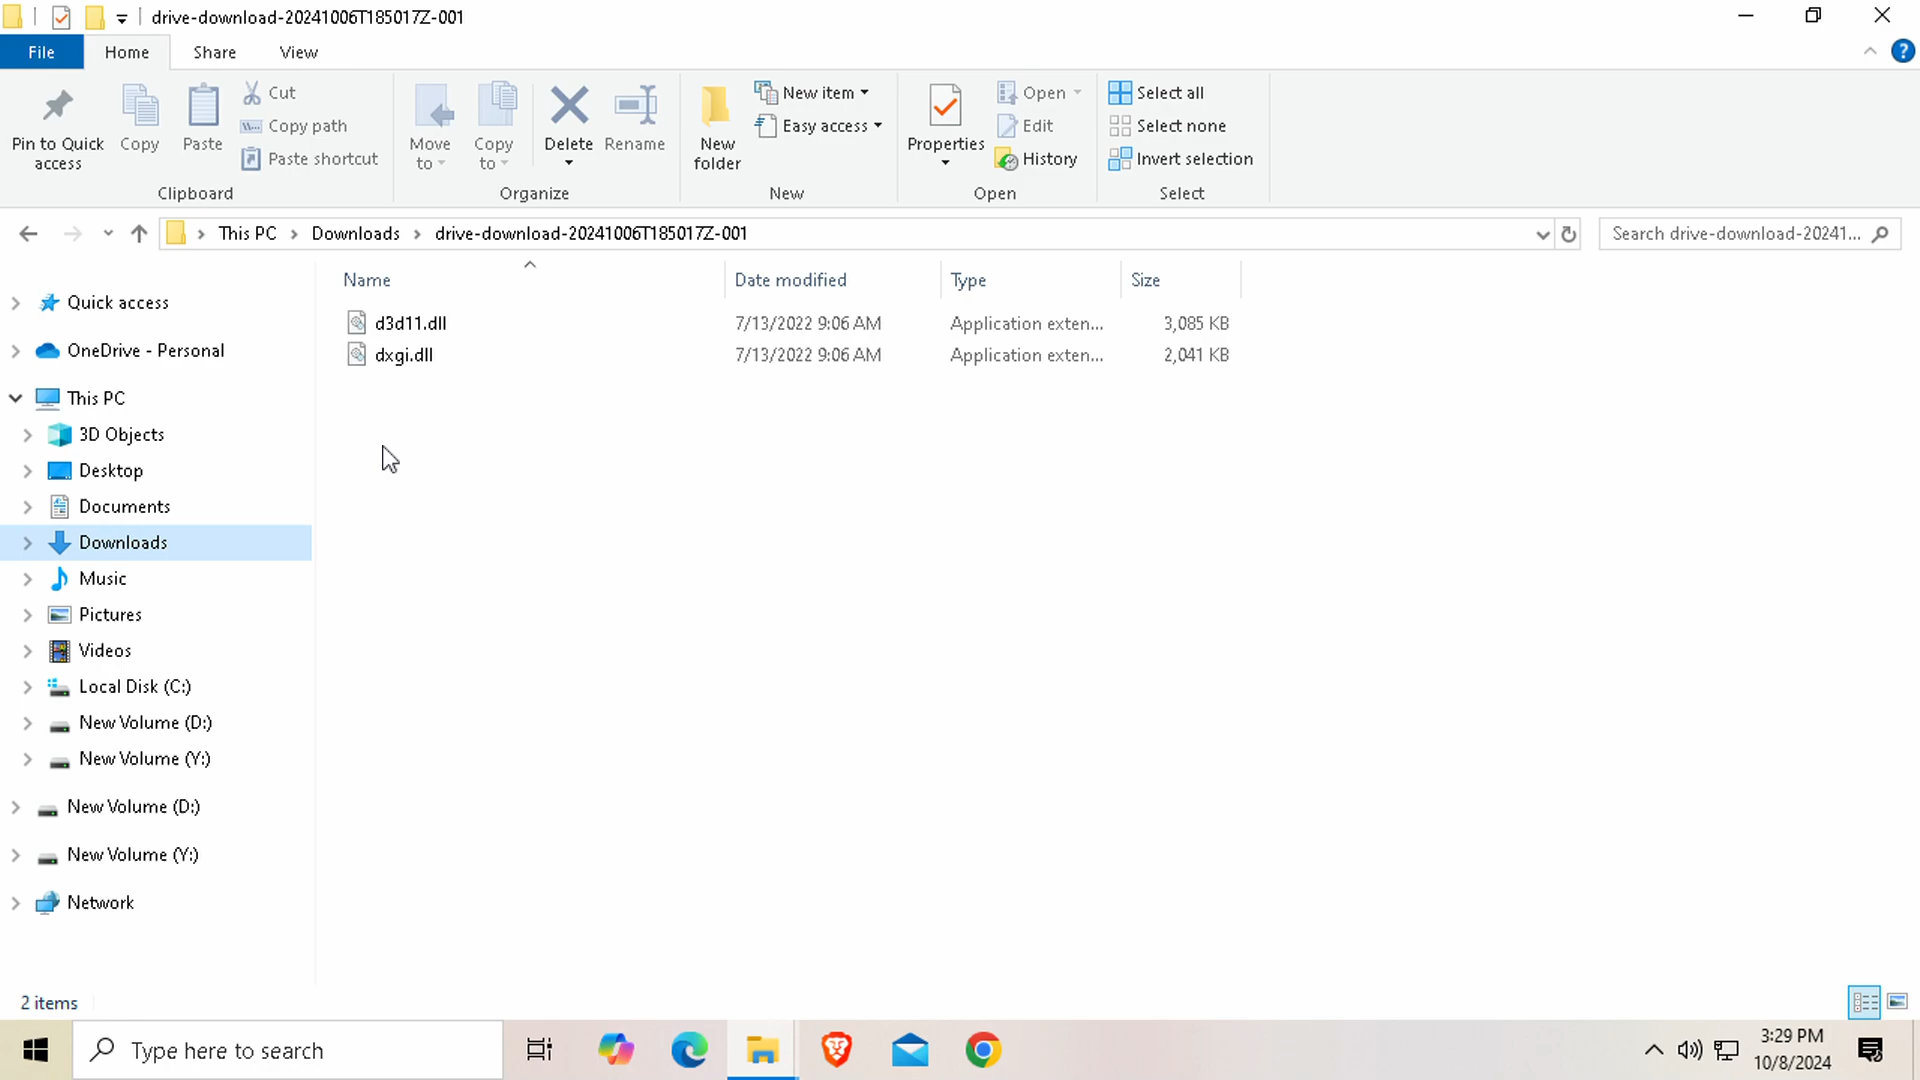 drive-download-20241006T185017Z-001
File Home Share View
Pin to Quick access
Copy
Paste
Cut
Copy path
Paste shortcut
Clipboard
Move to
Copy to
Delete
Rename
Organize
New folder
New item
Easy access
New
Properties
Open
Edit
History
Open
Select all
Select none
Invert selection
Select
This PC Downloads drive-download-20241006T185017Z-001
Search drive-download-20241...
Name Date modified Type Size
d3d11.dll 7/13/2022 9:06 AM Application exten... 3,085 KB
dxgi.dll 7/13/2022 9:06 AM Application exten... 2,041 KB
Quick access
OneDrive - Personal
This PC
3D Objects
Desktop
Documents
Downloads
Music
Pictures
Videos
Local Disk (C:)
New Volume (D:)
New Volume (Y:)
New Volume (D:)
New Volume (Y:)
Network
2 items
Type here to search
3:29 PM
10/8/2024